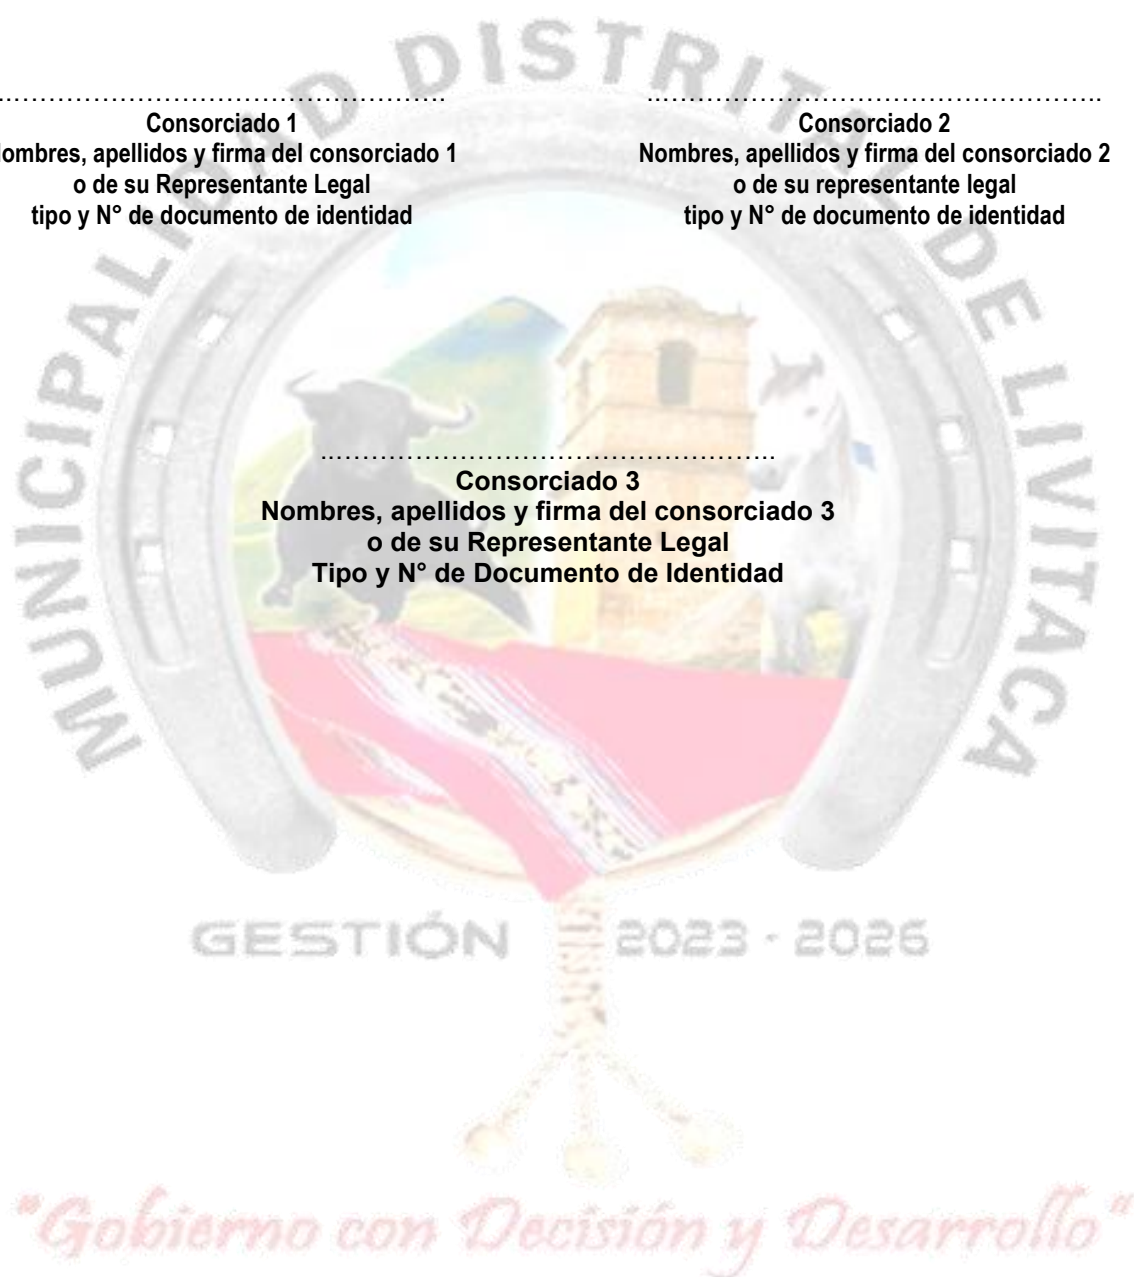 MUNICIPALIDAD DISTRITAL DE LIVITACA
……………………………………………….
Consorciado 1
ombres, apellidos y firma del consorciado 1
o de su Representante Legal
tipo y N° de documento de identidad
……………………………………………….
Consorciado 2
Nombres, apellidos y firma del consorciado 2
o de su representante legal
tipo y N° de documento de identidad
……………………………………………….
Consorciado 3
Nombres, apellidos y firma del consorciado 3
o de su Representante Legal
Tipo y N° de Documento de Identidad
GESTIÓN 2023 - 2026
"Gobierno con Decisión y Desarrollo"